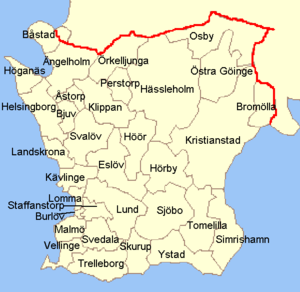 Båstad
Osby
Ängelholm
Örkelljunga
Höganäs
Östra Göinge
Perstorp
Hässleholm
Åstorp
Helsingborg
Klippan
Bromölla
Bjuv
Svalöv
Höör
Kristianstad
Landskrona
Eslöv
Hörby
Kävlinge
Lomma
Staffanstorp
Lund
Sjöbo
Burlöv
Tomelilla
Malmö
Svedala
Simrishamn
Vellinge
Skurup
Ystad
Trelleborg